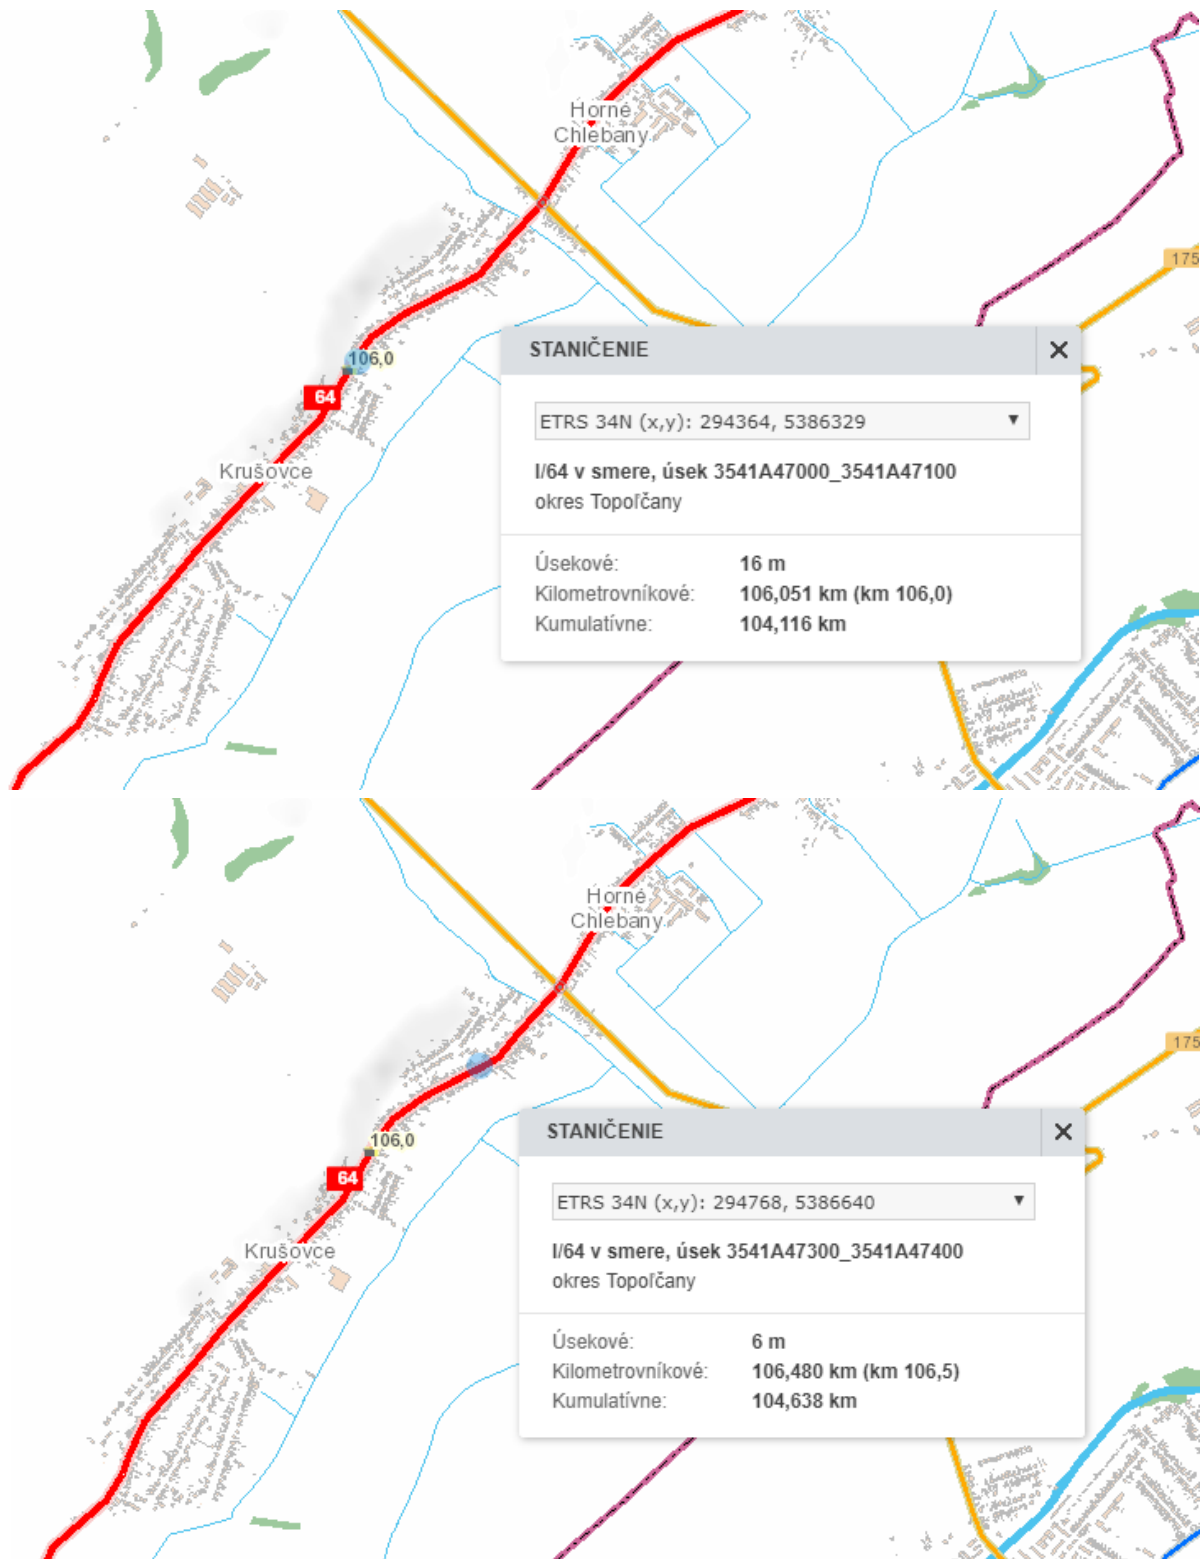 Horné
Chlebany
175
106,0
64
Krušovce
STANIČENIE
ETRS 34N (x,y): 294364, 5386329
I/64 v smere, úsek 3541A47000_3541A47100
okres Topoľčany
Úsekové: 16 m
Kilometrovníkové: 106,051 km (km 106,0)
Kumulatívne: 104,116 km
Horné
Chlebany
175
106,0
64
Krušovce
STANIČENIE
ETRS 34N (x,y): 294768, 5386640
I/64 v smere, úsek 3541A47300_3541A47400
okres Topoľčany
Úsekové: 6 m
Kilometrovníkové: 106,480 km (km 106,5)
Kumulatívne: 104,638 km